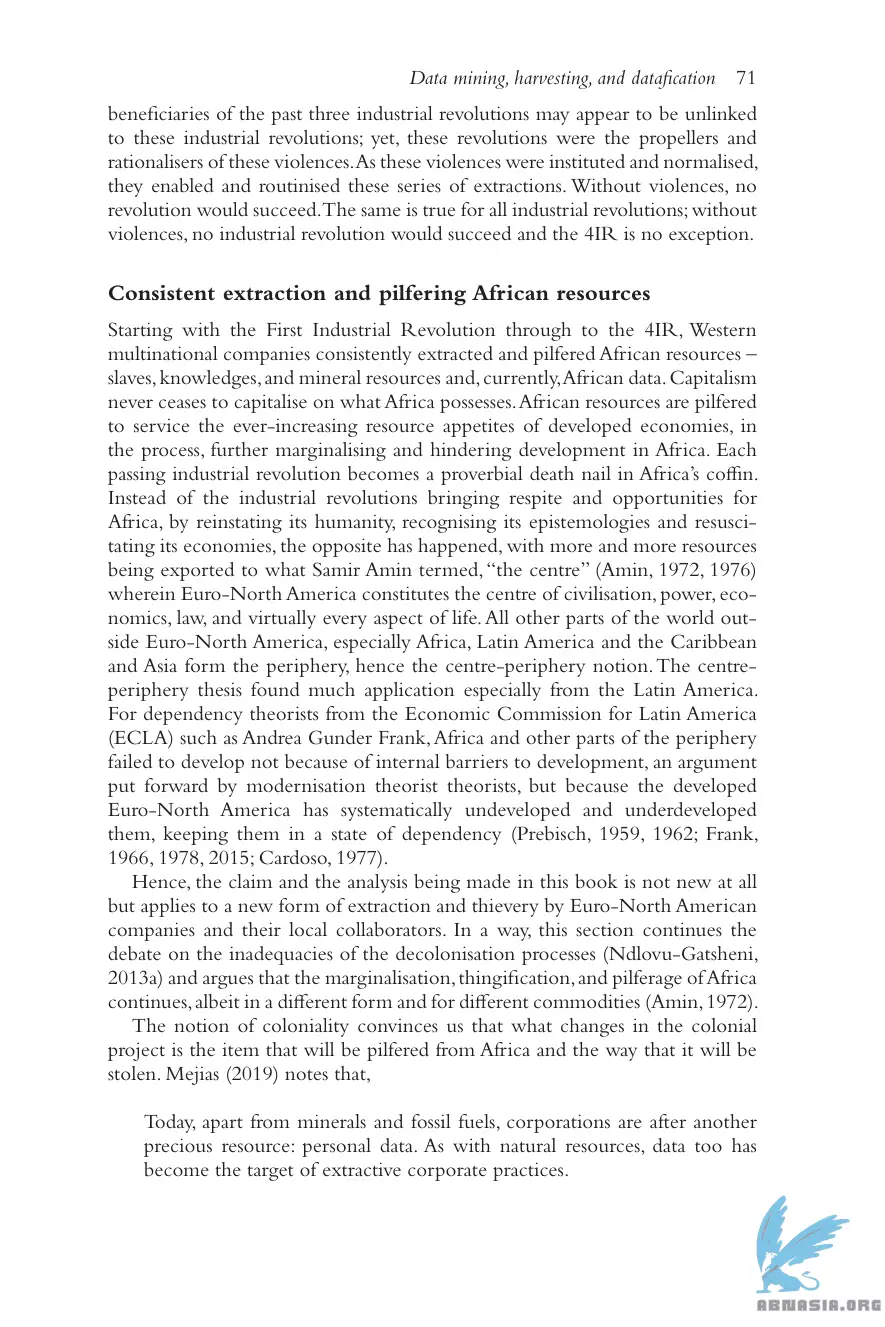 Data mining, harvesting, and datafication 71
beneficiaries of the past three industrial revolutions may appear to be unlinked
to these industrial revolutions; yet, these revolutions were the propellers and
rationalisers of these violences. As these violences were instituted and normalised,
they enabled and routinised these series of extractions. Without violences, no
revolution would succeed. The same is true for all industrial revolutions; without
violences, no industrial revolution would succeed and the 4IR is no exception.
Consistent extraction and pilfering African resources
Starting with the First Industrial Revolution through to the 4IR, Western
multinational companies consistently extracted and pilfered African resources –
slaves, knowledges, and mineral resources and, currently, African data. Capitalism
never ceases to capitalise on what Africa possesses. African resources are pilfered
to service the ever-increasing resource appetites of developed economies, in
the process, further marginalising and hindering development in Africa. Each
passing industrial revolution becomes a proverbial death nail in Africa's coffin.
Instead of the industrial revolutions bringing respite and opportunities for
Africa, by reinstating its humanity, recognising its epistemologies and resusci-
tating its economies, the opposite has happened, with more and more resources
being exported to what Samir Amin termed, "the centre" (Amin, 1972, 1976)
wherein Euro-North America constitutes the centre of civilisation, power, eco-
nomics, law, and virtually every aspect of life. All other parts of the world out-
side Euro-North America, especially Africa, Latin America and the Caribbean
and Asia form the periphery, hence the centre-periphery notion. The centre-
periphery thesis found much application especially from the Latin America.
For dependency theorists from the Economic Commission for Latin America
(ECLA) such as Andrea Gunder Frank, Africa and other parts of the periphery
failed to develop not because of internal barriers to development, an argument
put forward by modernisation theorist theorists, but because the developed
Euro-North America has systematically undeveloped and underdeveloped
them, keeping them in a state of dependency (Prebisch, 1959, 1962; Frank,
1966, 1978, 2015; Cardoso, 1977).
Hence, the claim and the analysis being made in this book is not new at all
but applies to a new form of extraction and thievery by Euro-North American
companies and their local collaborators. In a way, this section continues the
debate on the inadequacies of the decolonisation processes (Ndlovu-Gatsheni,
2013a) and argues that the marginalisation, thingification, and pilferage of Africa
continues, albeit in a different form and for different commodities (Amin, 1972).
The notion of coloniality convinces us that what changes in the colonial
project is the item that will be pilfered from Africa and the way that it will be
stolen. Mejias (2019) notes that,
Today, apart from minerals and fossil fuels, corporations are after another
precious resource: personal data. As with natural resources, data too has
become the target of extractive corporate practices.
ABNASIA.ORG